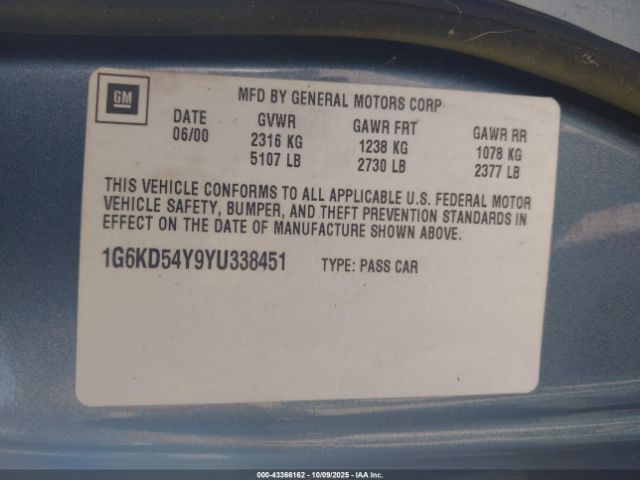 GM
MFD BY GENERAL MOTORS CORP
DATE GVWR GAWR FRT GAWR RR
06/00 2316 KG 1238 KG 1078 KG
5107 LB 2730 LB 2377 LB
THIS VEHICLE CONFORMS TO ALL APPLICABLE U.S. FEDERAL MOTOR
VEHICLE SAFETY, BUMPER, AND THEFT PREVENTION STANDARDS IN
EFFECT ON THE DATE OF MANUFACTURE SHOWN ABOVE.
1G6KD54Y9YU338451 TYPE: PASS CAR
000-43366162 - 10/09/2025 - IAAI.COM